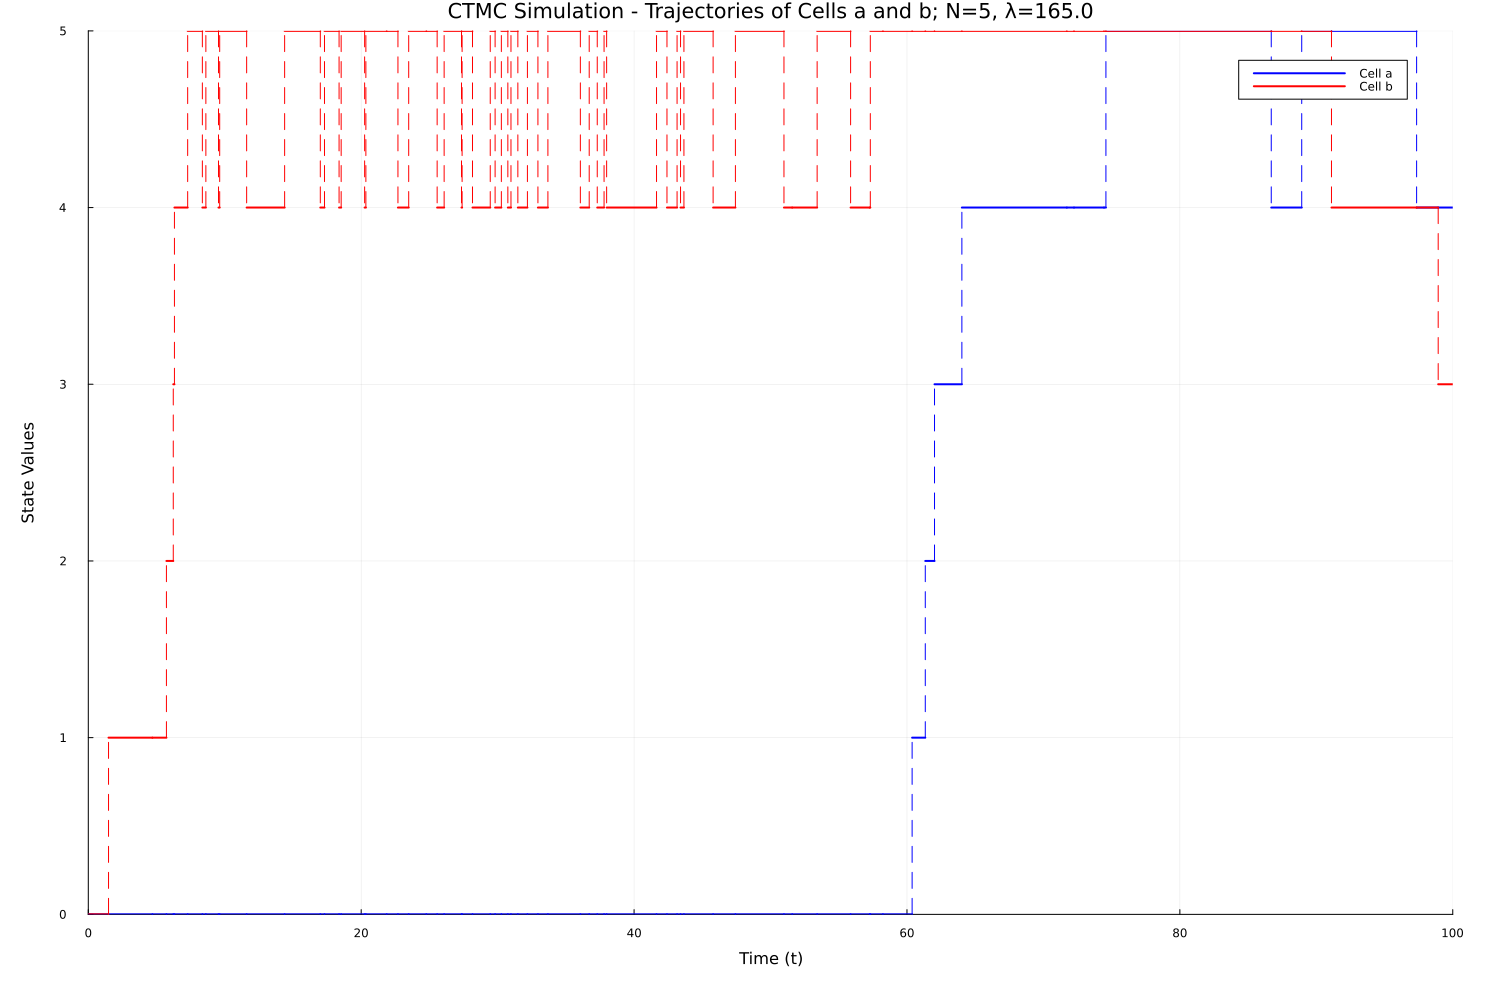 CTMC Simulation - Trajectories of Cells a and b; N=5, λ=165.0
Cell a
Cell b
State Values
5
4
3
2
1
0
0 20 40 60 80 100
Time (t)